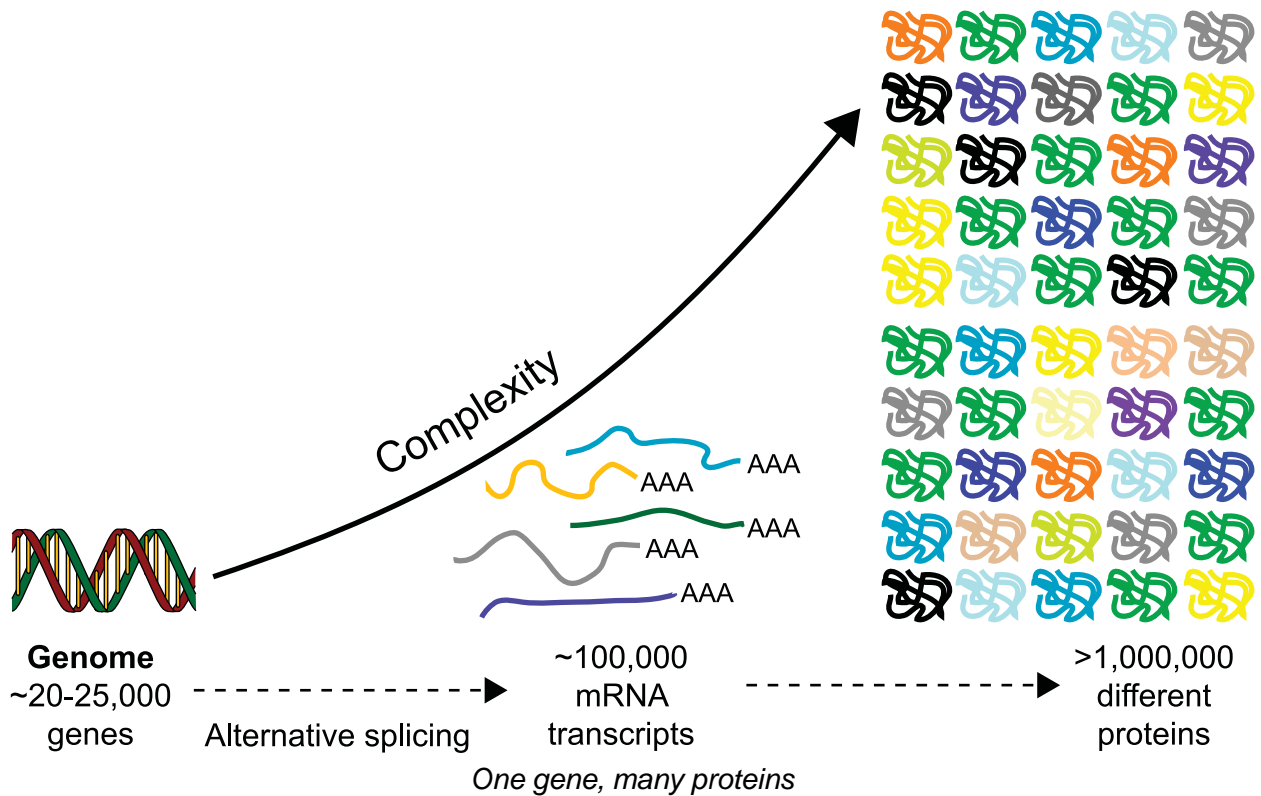 Complexity
AAA
AAA
AAA
AAA
AAA
Genome
~20-25,000
genes
Alternative splicing
~100,000
mRNA
transcripts
>1,000,000
different
proteins
One gene, many proteins